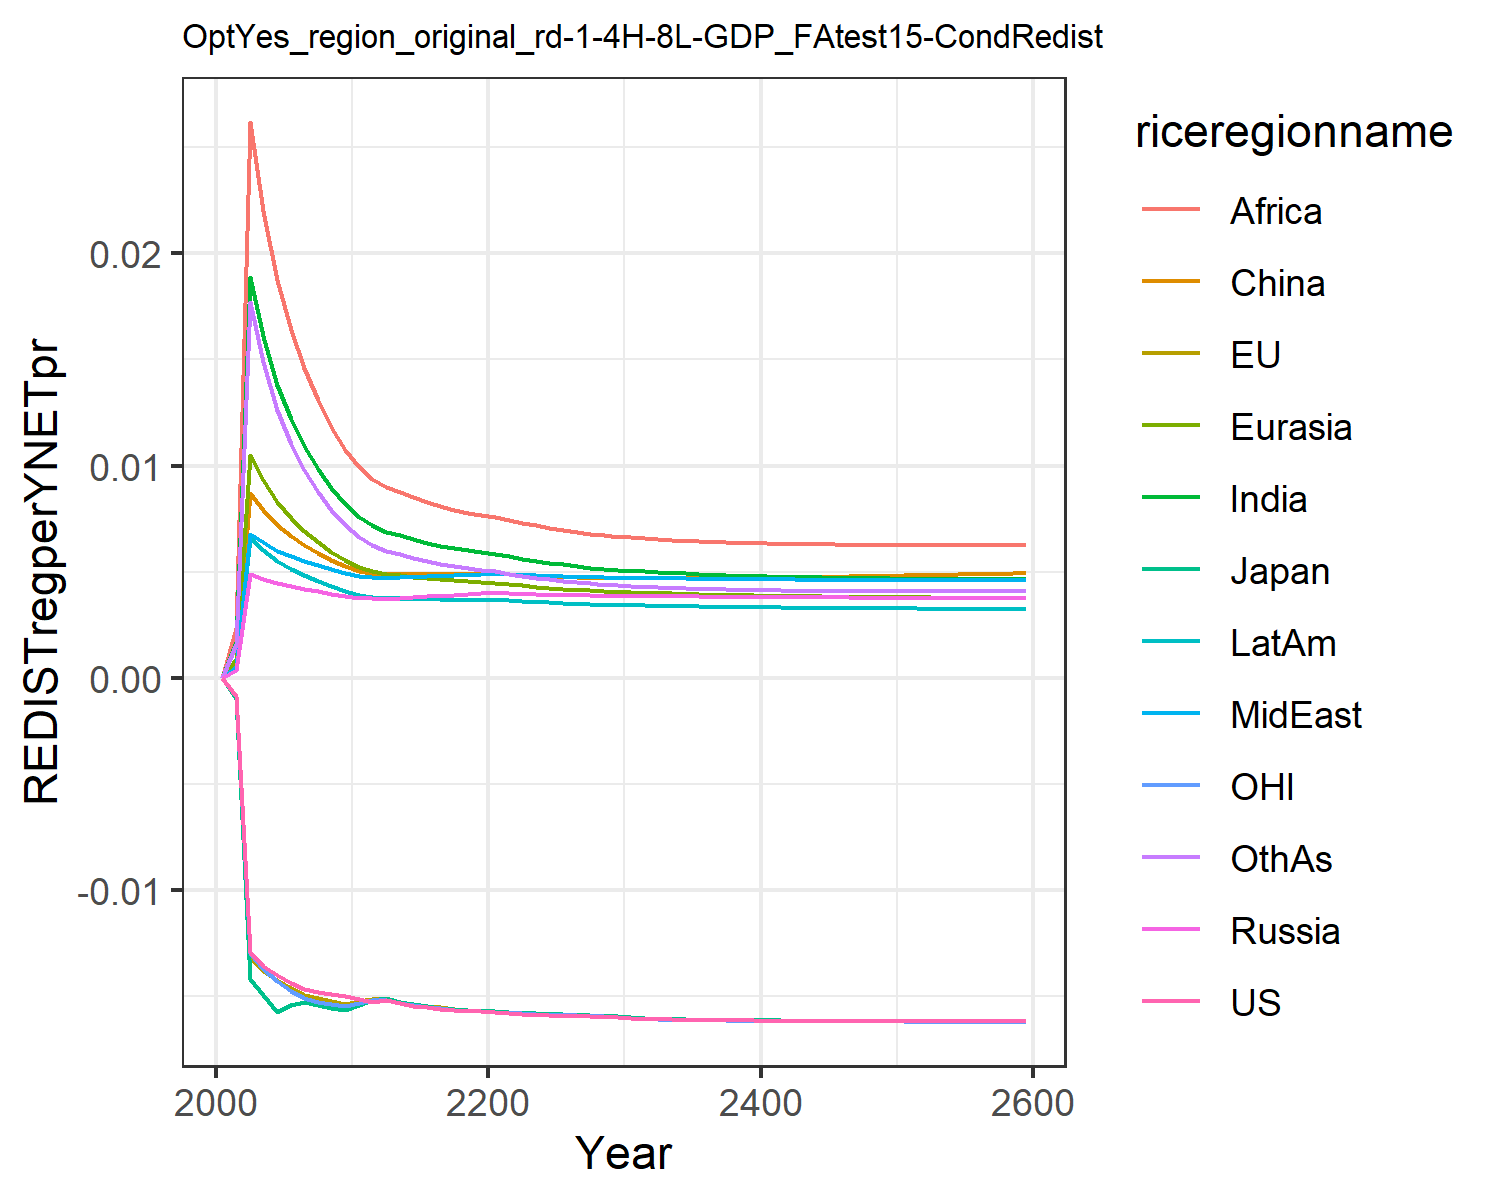 OptYes_region_original_rd-1-4H-8L-GDP_FAtest15-CondRedist
REDISTregperYNETpr
0.02
0.01
0.00
-0.01
2000
2200
2400
2600
Year
riceregionname
Africa
China
EU
Eurasia
India
Japan
LatAm
MidEast
OHI
OthAs
Russia
US